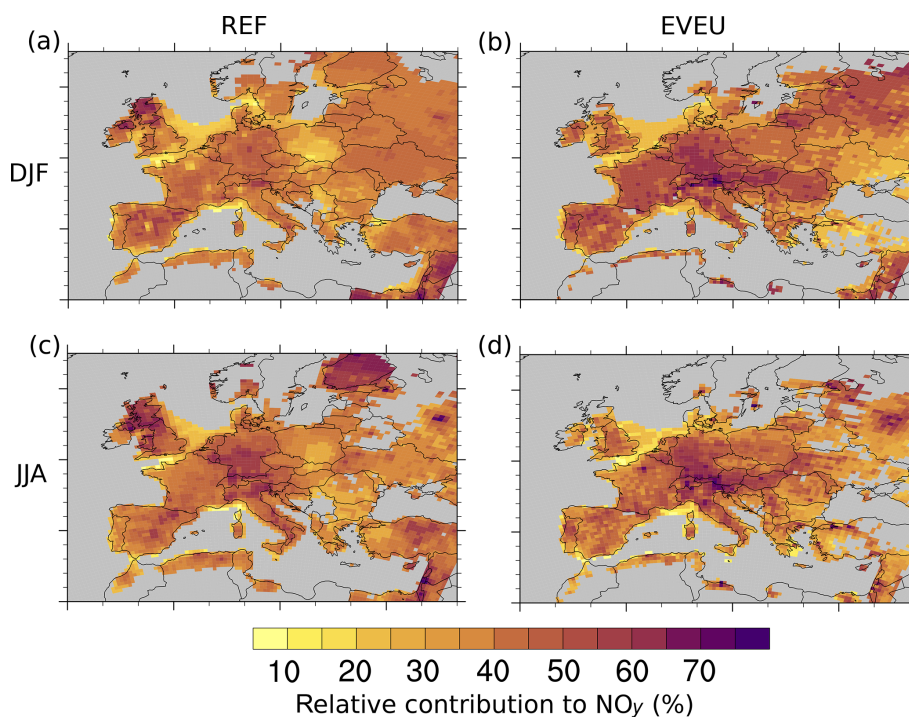 REF EVEU
(a) (b)
DJF
(c) (d)
JJA
10 20 30 40 50 60 70
Relative contribution to NOy (%)